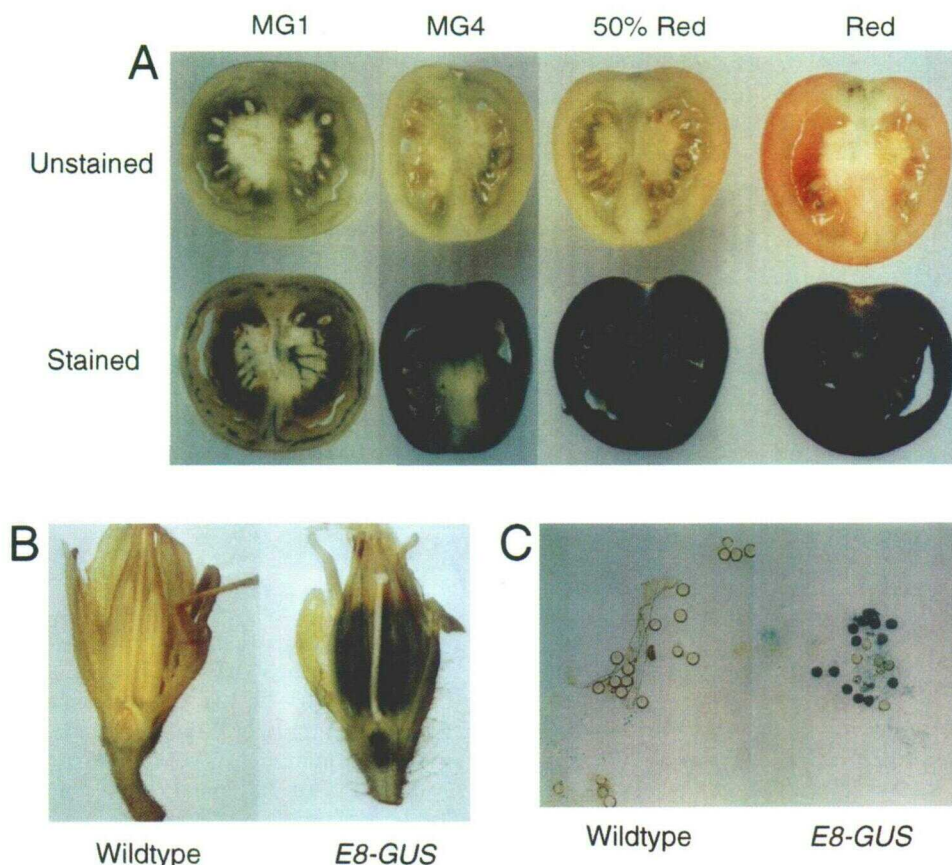 MG1 MG4 50% Red Red
A
Unstained
Stained
B
C
Wildtype E8-GUS
Wildtype E8-GUS